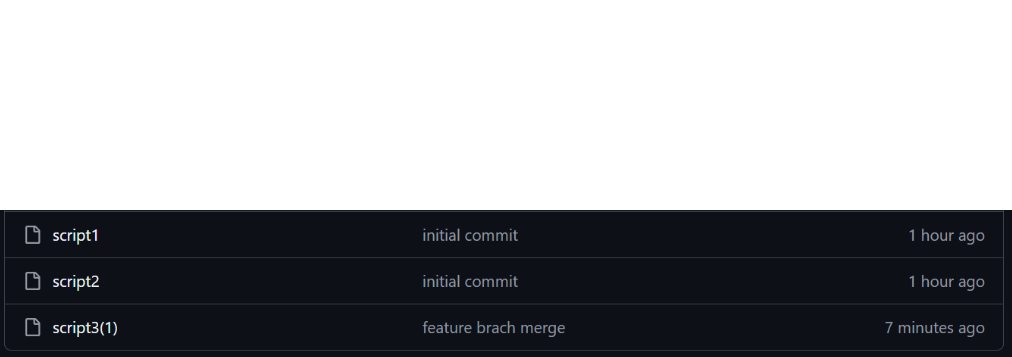 script1 initial commit 1 hour ago
script2 initial commit 1 hour ago
script3(1) feature brach merge 7 minutes ago